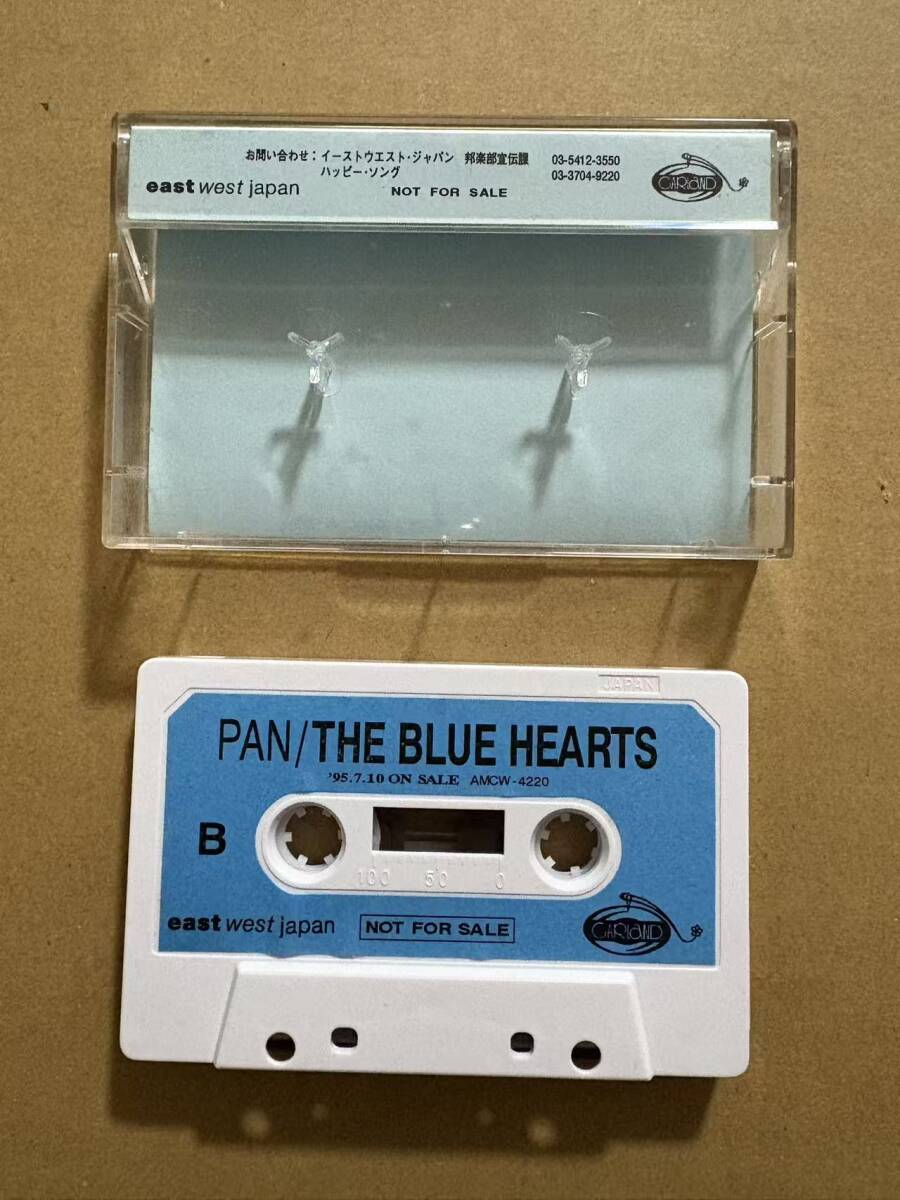 お問い合わせ：イーストウエスト・ジャパン 邦楽部宣伝課 03-5412-3550
ハッピー・ソング 03-3704-9220
east west japan NOT FOR SALE
GARLAND
JAPAN
PAN/THE BLUE HEARTS
'95.7.10 ON SALE AMCW-4220
B
100 50 0
east west japan NOT FOR SALE
GARLAND